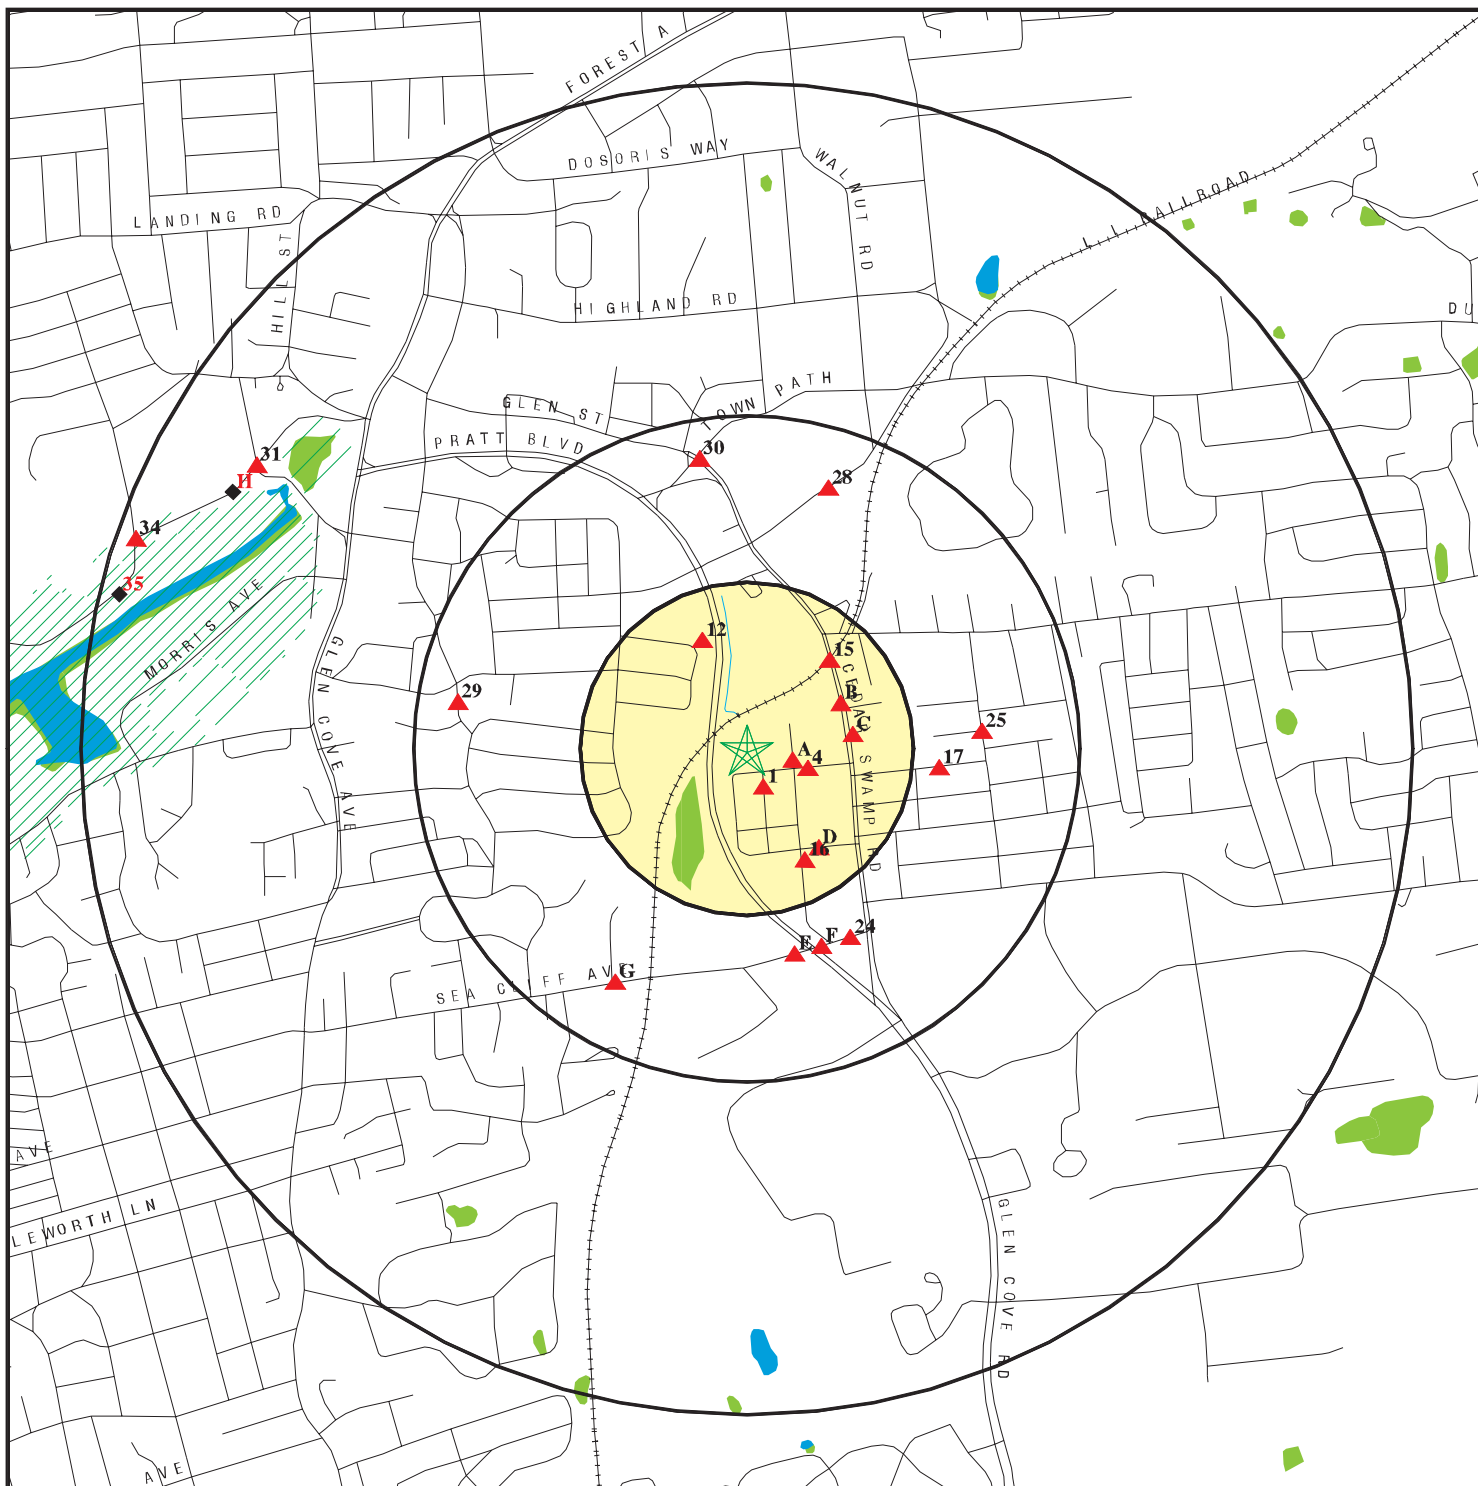 FOREST A
DOSORIS WAY
WALNUT RD
L I RAILROAD
LANDING RD
HILL ST
HIGHLAND RD
DU
TOWN PATH
GLEN ST
PRATT BLVD
30
31
H
28
34
35
MORRIS AVE
12
GLEN COVE AVE
15
CEDAR SWAMP RD
29
B
25
C
A
4
17
1
D
16
24
F
E
G
SEA CLIFF AVE
AVE
LEWORTH LN
GLEN COVE RD
AVE